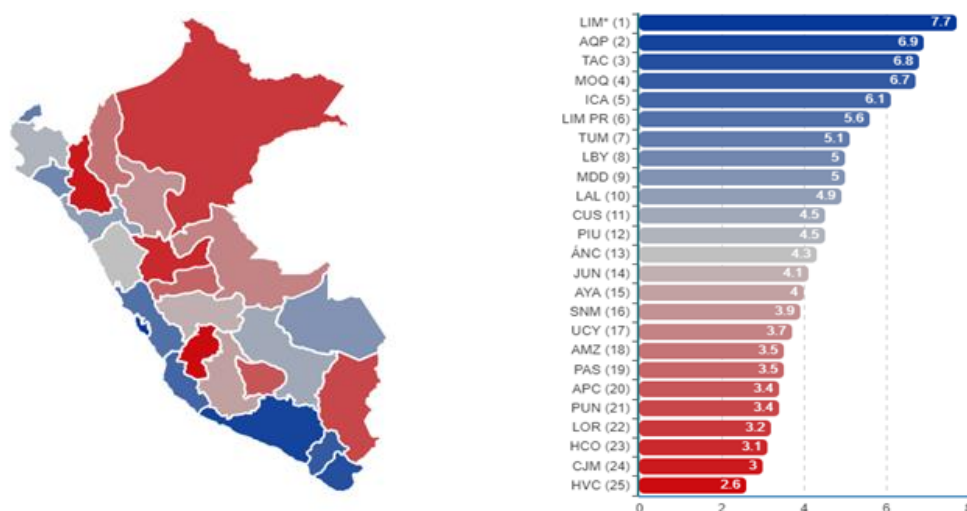 LIM* (1) 7.7
AQP (2) 6.9
TAC (3) 6.8
MOQ (4) 6.7
ICA (5) 6.1
LIM PR (6) 5.6
TUM (7) 5.1
LBY (8) 5
MDD (9) 5
LAL (10) 4.9
CUS (11) 4.5
PIU (12) 4.5
ÁNC (13) 4.3
JUN (14) 4.1
AYA (15) 4
SNM (16) 3.9
UCY (17) 3.7
AMZ (18) 3.5
PAS (19) 3.5
APC (20) 3.4
PUN (21) 3.4
LOR (22) 3.2
HCO (23) 3.1
CJM (24) 3
HVC (25) 2.6
0 2 4 6 8